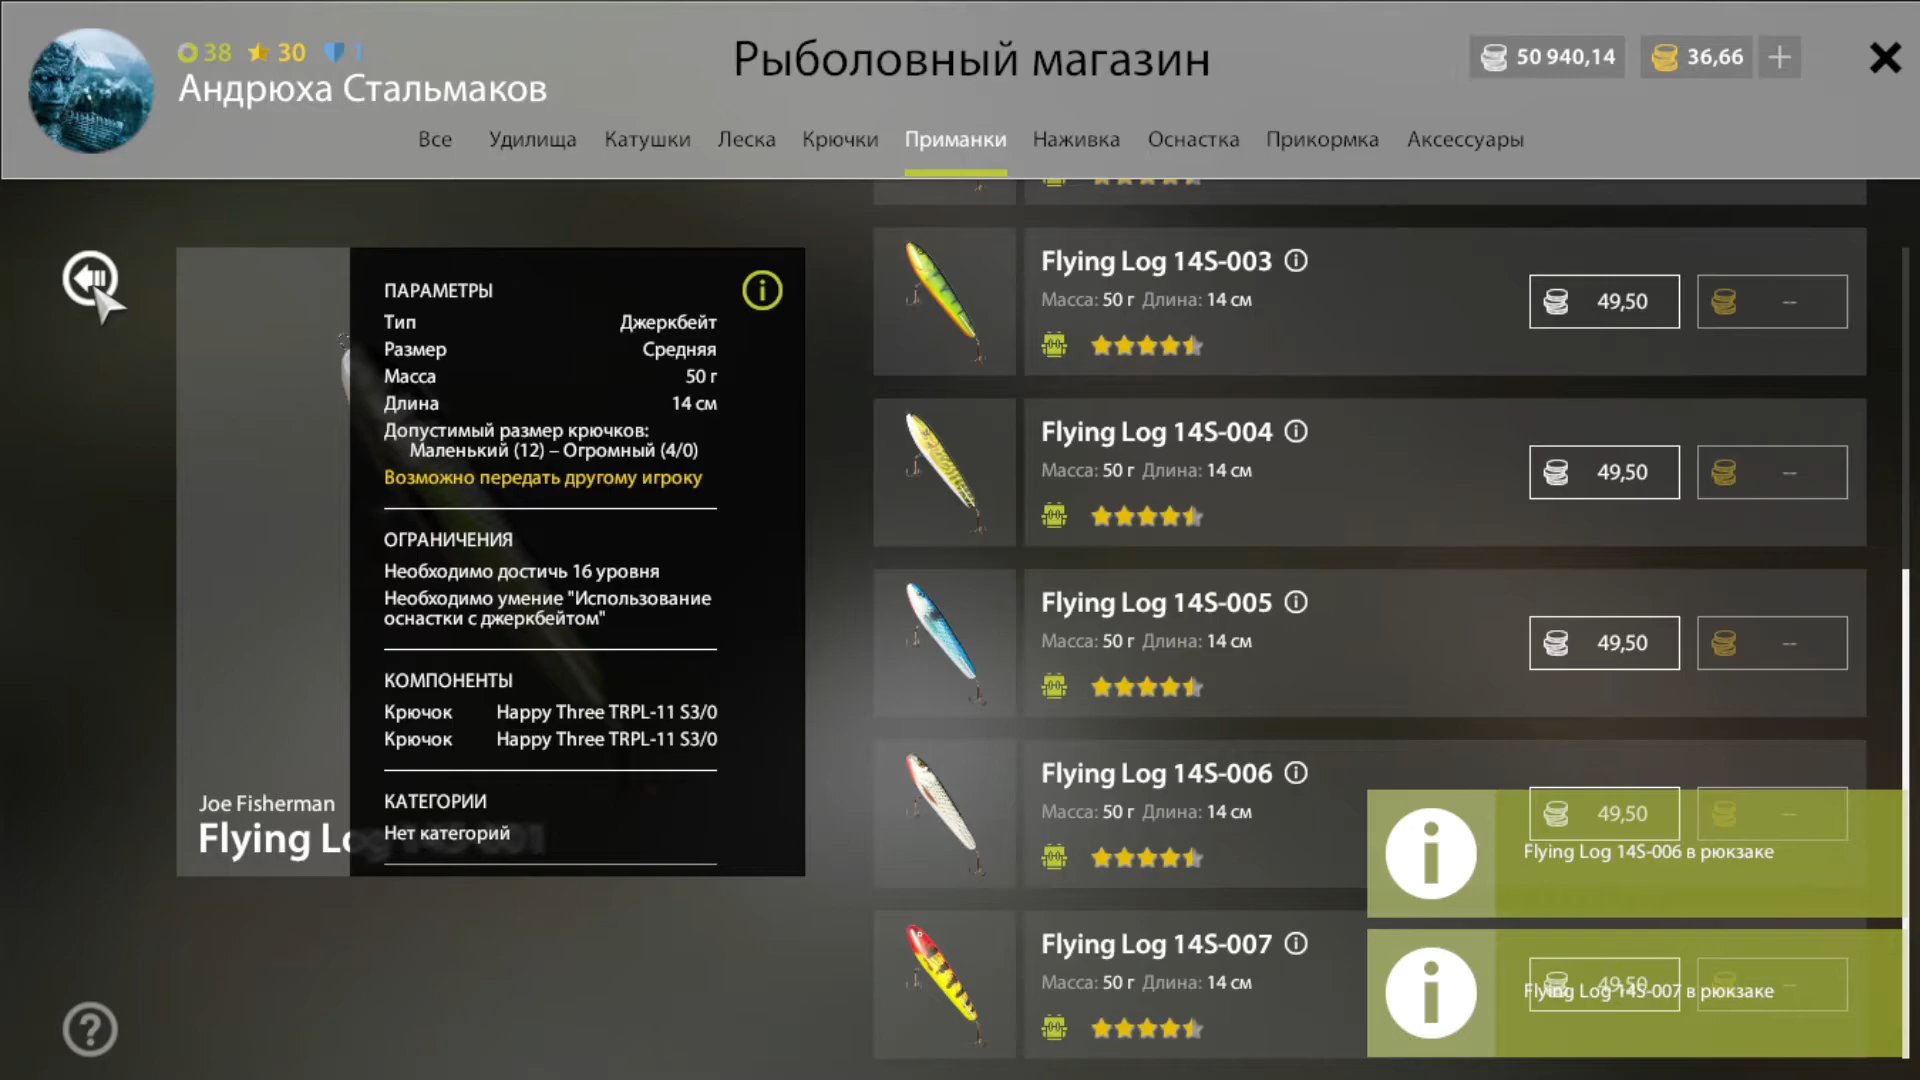 38 30 1
Андрюха Стальмаков
Рыболовный магазин
50 940,14
36,66
Все Удилища Катушки Леска Крючки Приманки Наживка Оснастка Прикормка Аксессуары
ПАРАМЕТРЫ
Тип Джеркбейт
Размер Средняя
Масса 50 г
Длина 14 см
Допустимый размер крючков:
Маленький (12) – Огромный (4/0)
Возможно передать другому игроку
ОГРАНИЧЕНИЯ
Необходимо достичь 16 уровня
Необходимо умение "Использование
оснастки с джеркбейтом"
КОМПОНЕНТЫ
Крючок Happy Three TRPL-11 S3/0
Крючок Happy Three TRPL-11 S3/0
КАТЕГОРИИ
Нет категорий
Joe Fisherman
Flying Log 14S-001
Flying Log 14S-003
Масса: 50 г Длина: 14 см
49,50 --
Flying Log 14S-004
Масса: 50 г Длина: 14 см
49,50 --
Flying Log 14S-005
Масса: 50 г Длина: 14 см
49,50 --
Flying Log 14S-006
Масса: 50 г Длина: 14 см
49,50 --
Flying Log 14S-006 в рюкзаке
Flying Log 14S-007
Масса: 50 г Длина: 14 см
49,50 --
Flying Log 14S-007 в рюкзаке